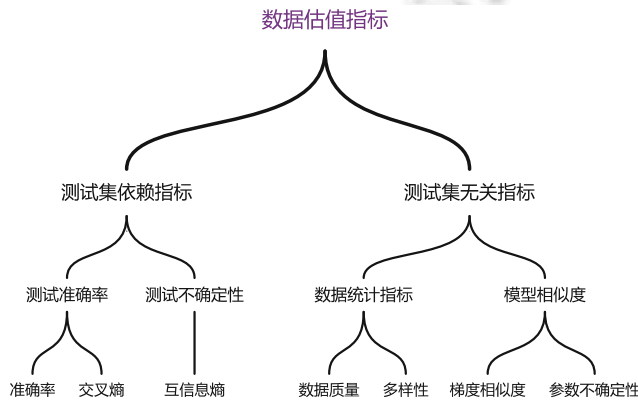 数据估值指标
测试集依赖指标
测试集无关指标
测试准确率
测试不确定性
数据统计指标
模型相似度
准确率
交叉熵
互信息熵
数据质量
多样性
梯度相似度
参数不确定性